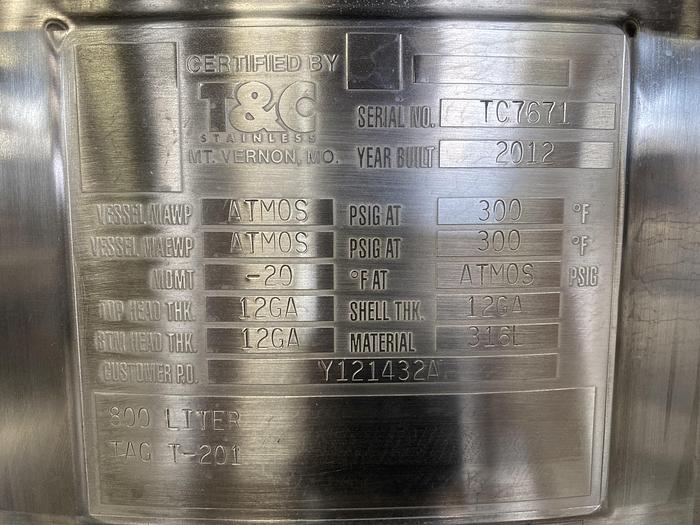 CERTIFIED BY
T&C
STAINLESS
MT. VERNON, MO.
SERIAL NO. TC7671
YEAR BUILT 2012
VESSEL MAWP ATMOS PSIG AT 300 °F
VESSEL MAEWP ATMOS PSIG AT 300 °F
MDMT -20 °F AT ATMOS PSIG
TOP HEAD THK. 12GA SHELL THK. 12GA
BTM HEAD THK. 12GA MATERIAL 316L
CUSTOMER P.O. Y121432A
800 LITER
TAG T-201